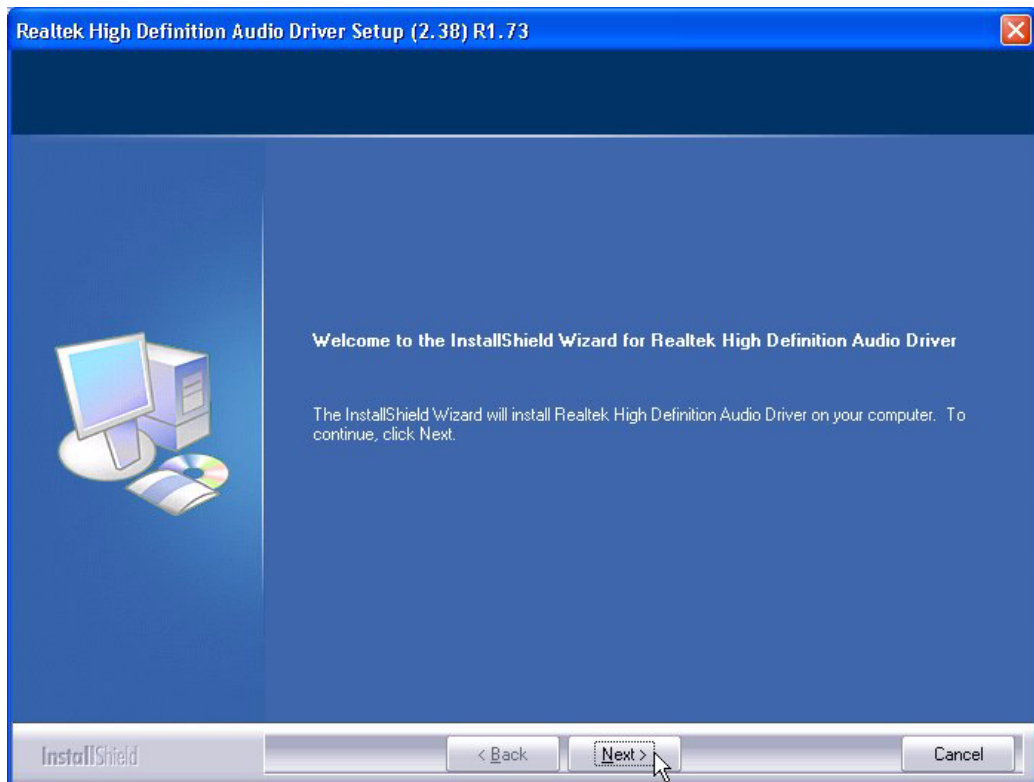 Realtek High Definition Audio Driver Setup (2.38) R1.73
Welcome to the InstallShield Wizard for Realtek High Definition Audio Driver
The InstallShield Wizard will install Realtek High Definition Audio Driver on your computer.  To
continue, click Next.
InstallShield
< Back
Next >
Cancel